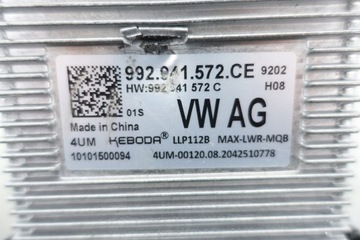 992.941.572.CE 9202
HW:992 941 572 C H08
01S VW AG
Made in China
4UM KEBODA® LLP112B MAX-LWR-MQB
10101500094 4UM-00120.08.2042510778